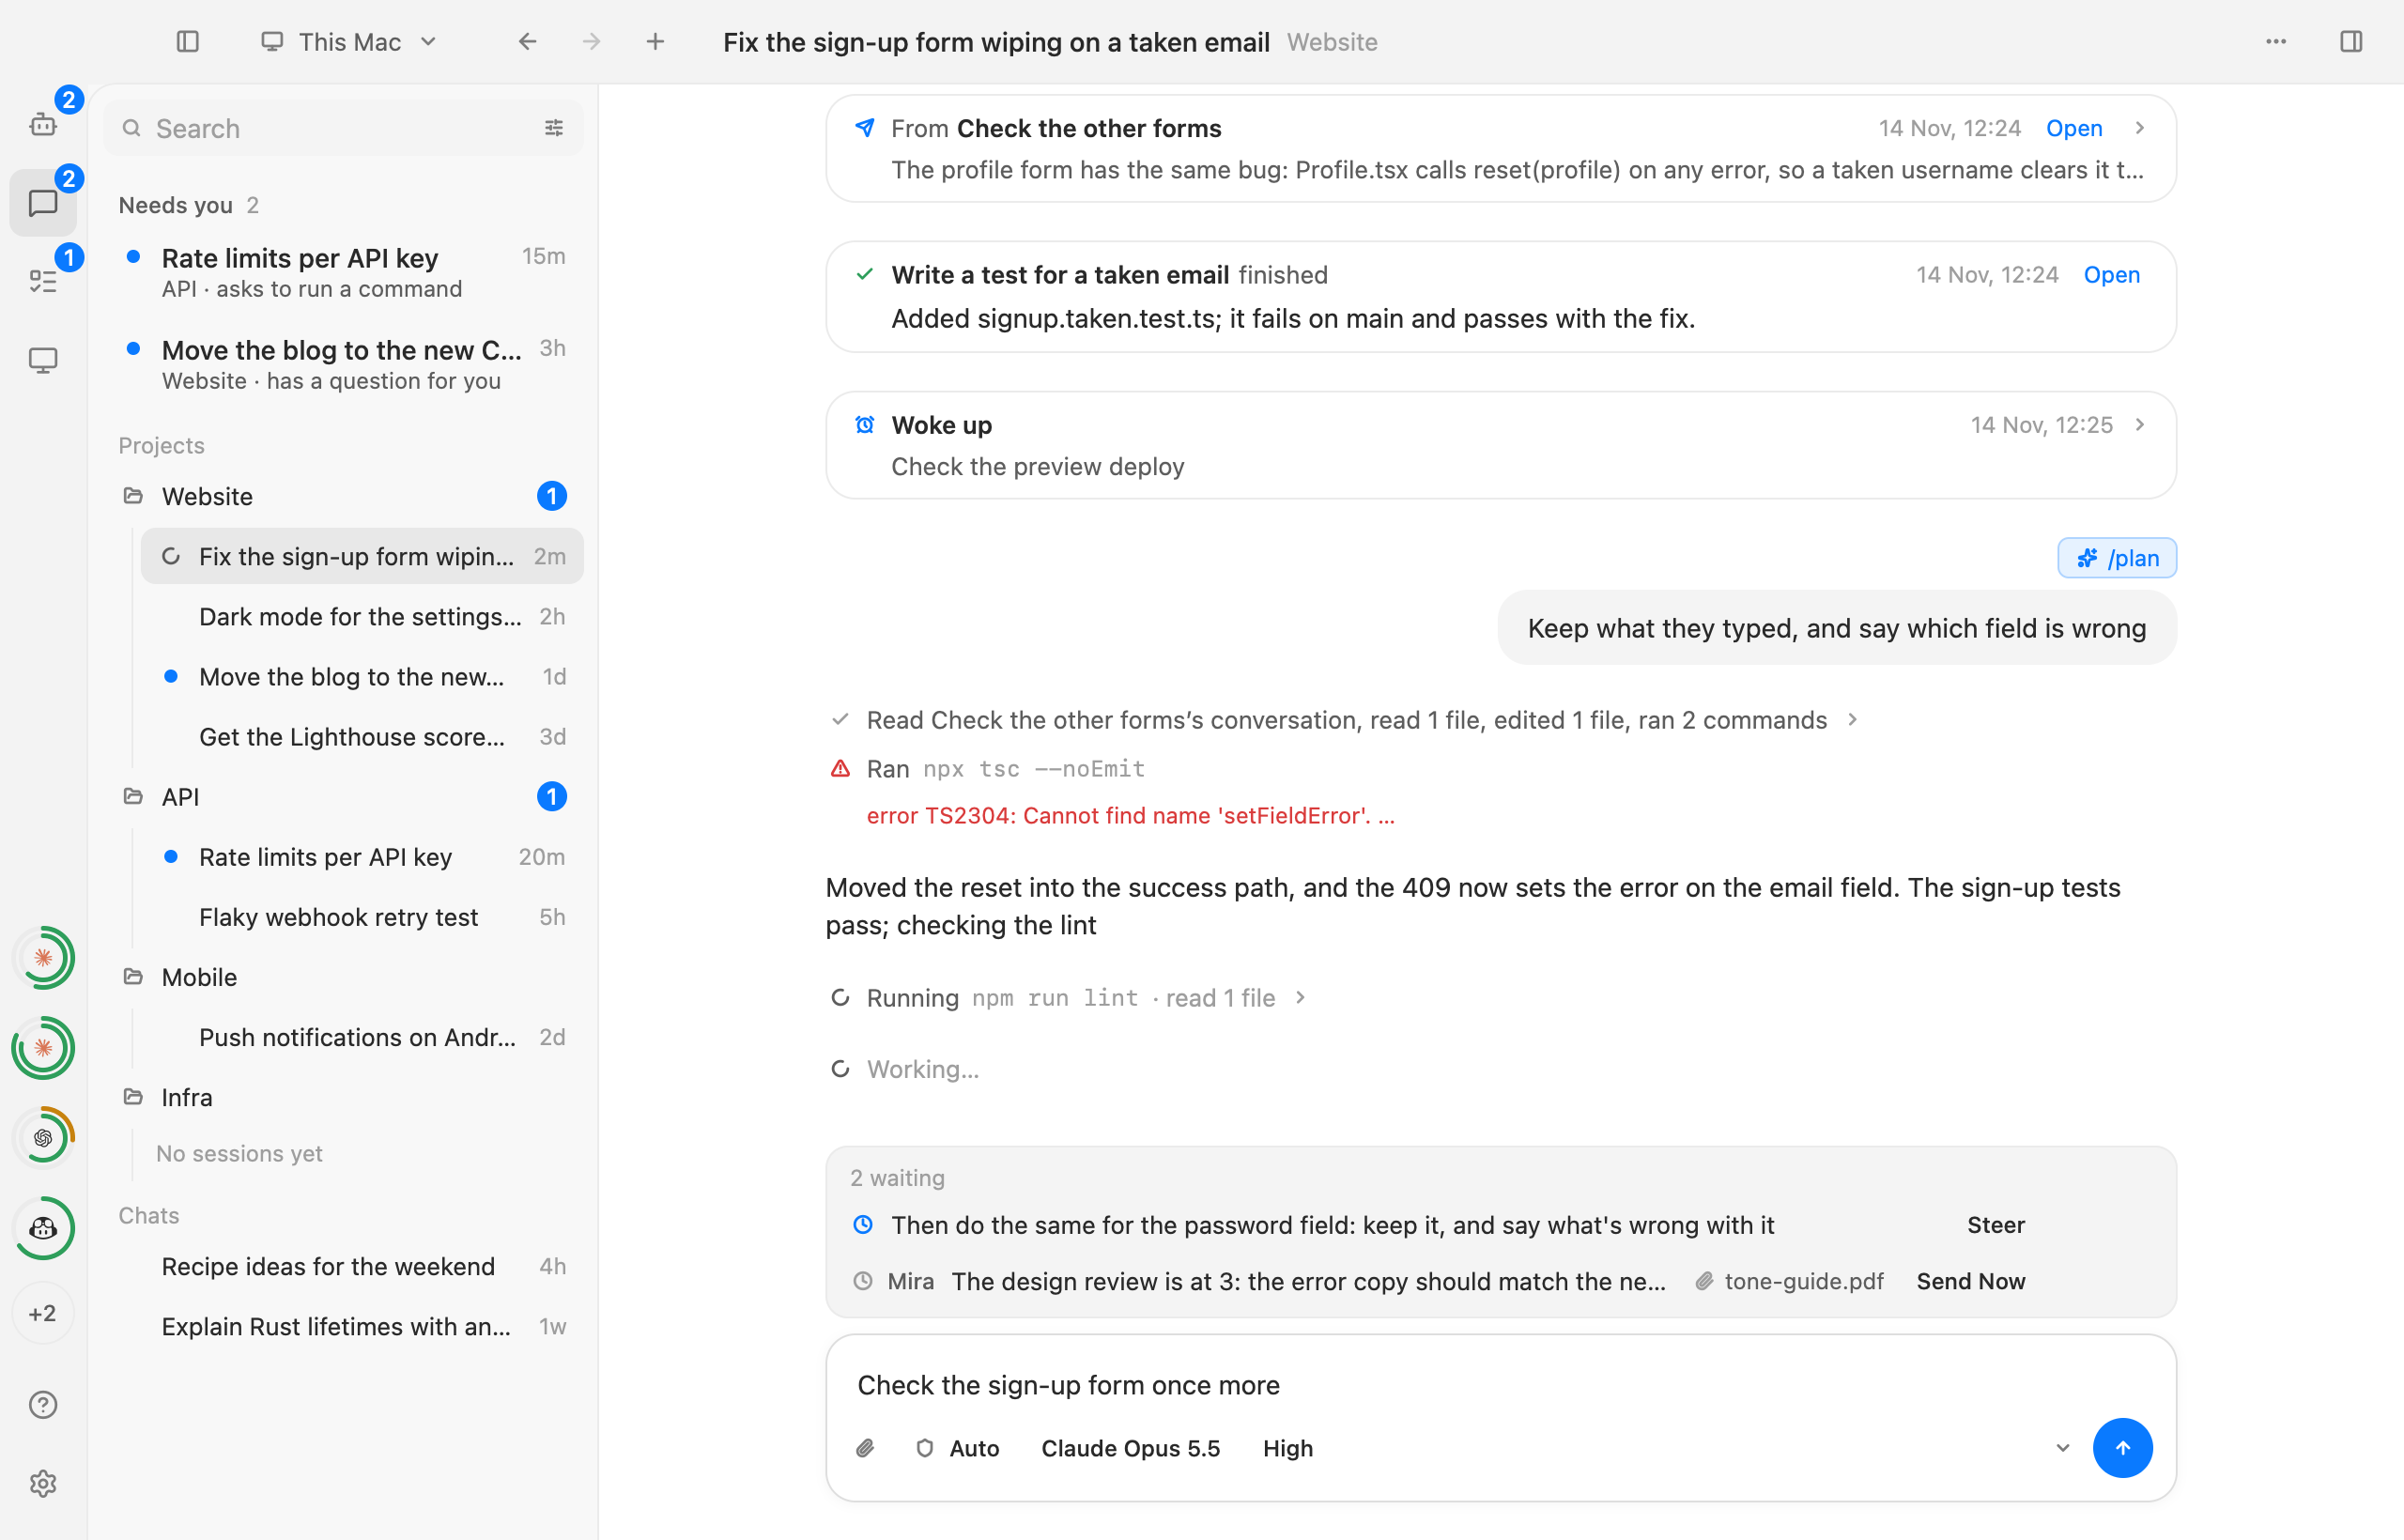 This Mac
Fix the sign-up form wiping on a taken email Website
2
2
1
Search
Needs you 2
Rate limits per API key 15m
API · asks to run a command
Move the blog to the new C... 3h
Website · has a question for you
Projects
Website 1
Fix the sign-up form wipin... 2m
Dark mode for the settings... 2h
Move the blog to the new... 1d
Get the Lighthouse score... 3d
API 1
Rate limits per API key 20m
Flaky webhook retry test 5h
Mobile
Push notifications on Andr... 2d
Infra
No sessions yet
Chats
Recipe ideas for the weekend 4h
Explain Rust lifetimes with an... 1w
+2
From Check the other forms 14 Nov, 12:24 Open
The profile form has the same bug: Profile.tsx calls reset(profile) on any error, so a taken username clears it t...
Write a test for a taken email finished 14 Nov, 12:24 Open
Added signup.taken.test.ts; it fails on main and passes with the fix.
Woke up 14 Nov, 12:25
Check the preview deploy
/plan
Keep what they typed, and say which field is wrong
Read Check the other forms’s conversation, read 1 file, edited 1 file, ran 2 commands
Ran npx tsc --noEmit
error TS2304: Cannot find name 'setFieldError'. ...
Moved the reset into the success path, and the 409 now sets the error on the email field. The sign-up tests
pass; checking the lint
Running npm run lint · read 1 file
Working...
2 waiting
Then do the same for the password field: keep it, and say what's wrong with it Steer
Mira The design review is at 3: the error copy should match the ne... tone-guide.pdf Send Now
Check the sign-up form once more
Auto Claude Opus 5.5 High